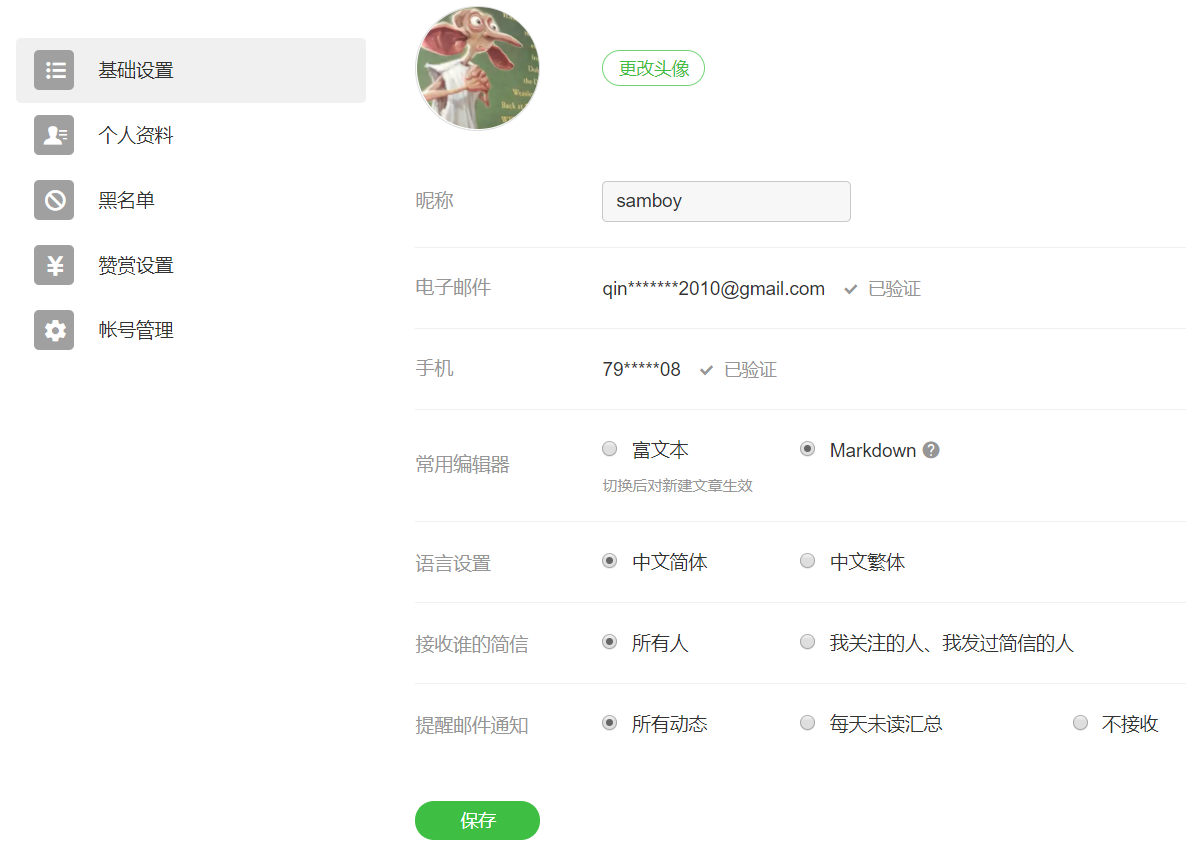 基础设置
个人资料
黑名单
赞赏设置
帐号管理
更改头像
昵称
samboy
电子邮件
qin*******2010@gmail.com 已验证
手机
79*****08 已验证
常用编辑器
富文本 Markdown ?
切换后对新建文章生效
语言设置
中文简体 中文繁体
接收谁的简信
所有人 我关注的人、我发过简信的人
提醒邮件通知
所有动态 每天未读汇总 不接收
保存